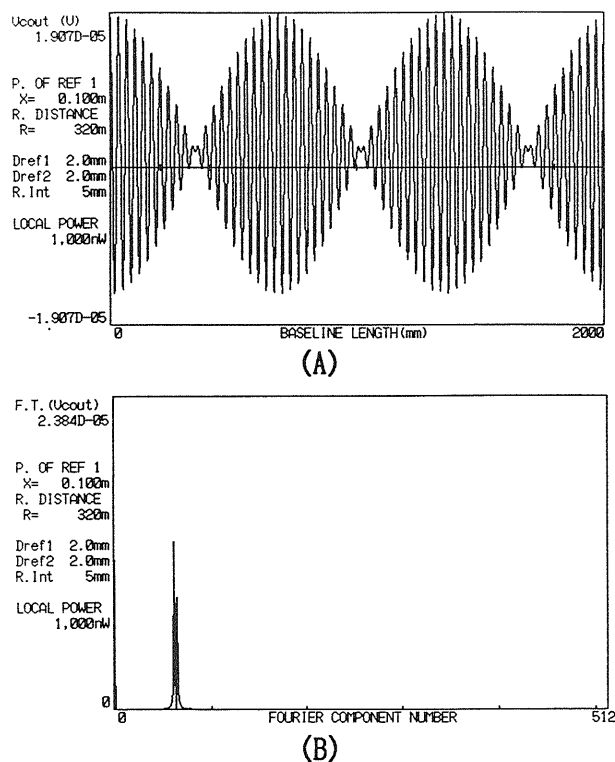 Vcout (V)
1.907D-05
P. OF REF 1
X= 0.100m
R. DISTANCE
R= 320m
Dref1 2.0mm
Dref2 2.0mm
R.Int 5mm
LOCAL POWER
1,000nW
-1.907D-05
0 BASELINE LENGTH(mm) 2000
(A)
F.T.(Vcout)
2.384D-05
P. OF REF 1
X= 0.100m
R. DISTANCE
R= 320m
Dref1 2.0mm
Dref2 2.0mm
R.Int 5mm
LOCAL POWER
1,000nW
0
0 FOURIER COMPONENT NUMBER 512
(B)